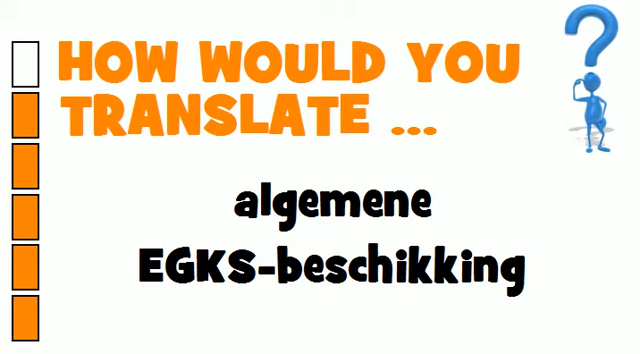 HOW WOULD YOU
TRANSLATE ...
algemene
EGKS-beschikking